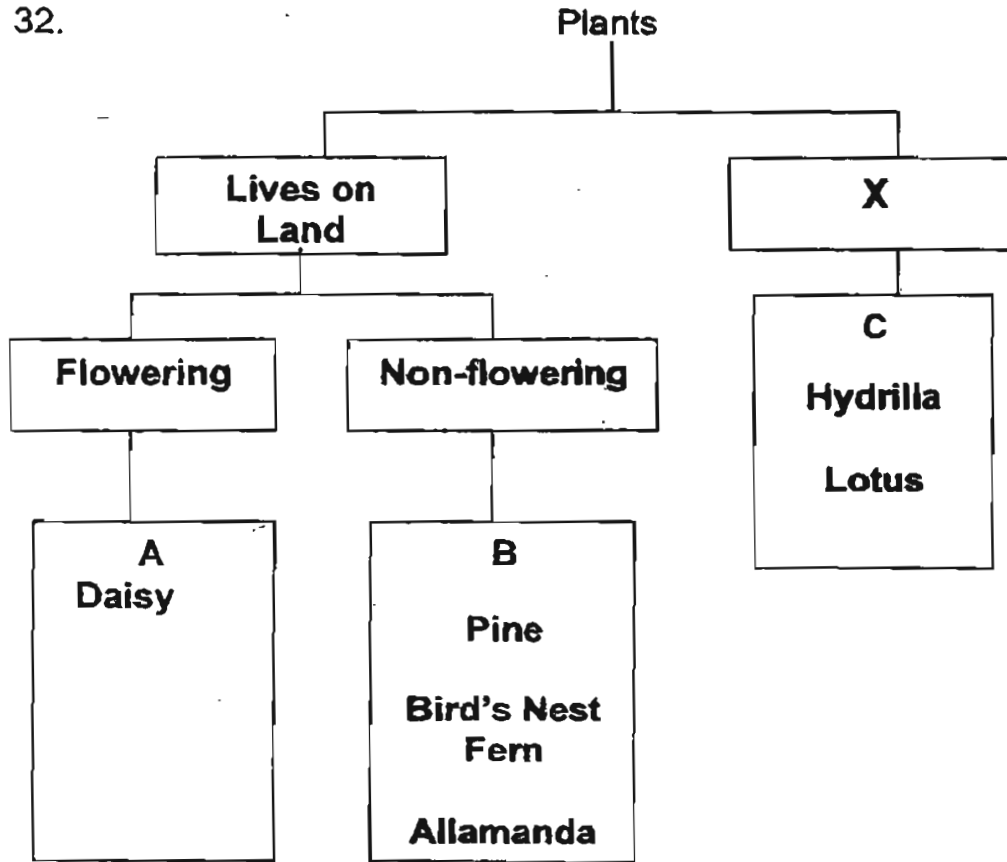 32.
Plants
Lives on
Land
X
Flowering
Non-flowering
C
Hydrilla
Lotus
A
Daisy
B
Pine
Bird's Nest
Fern
Allamanda